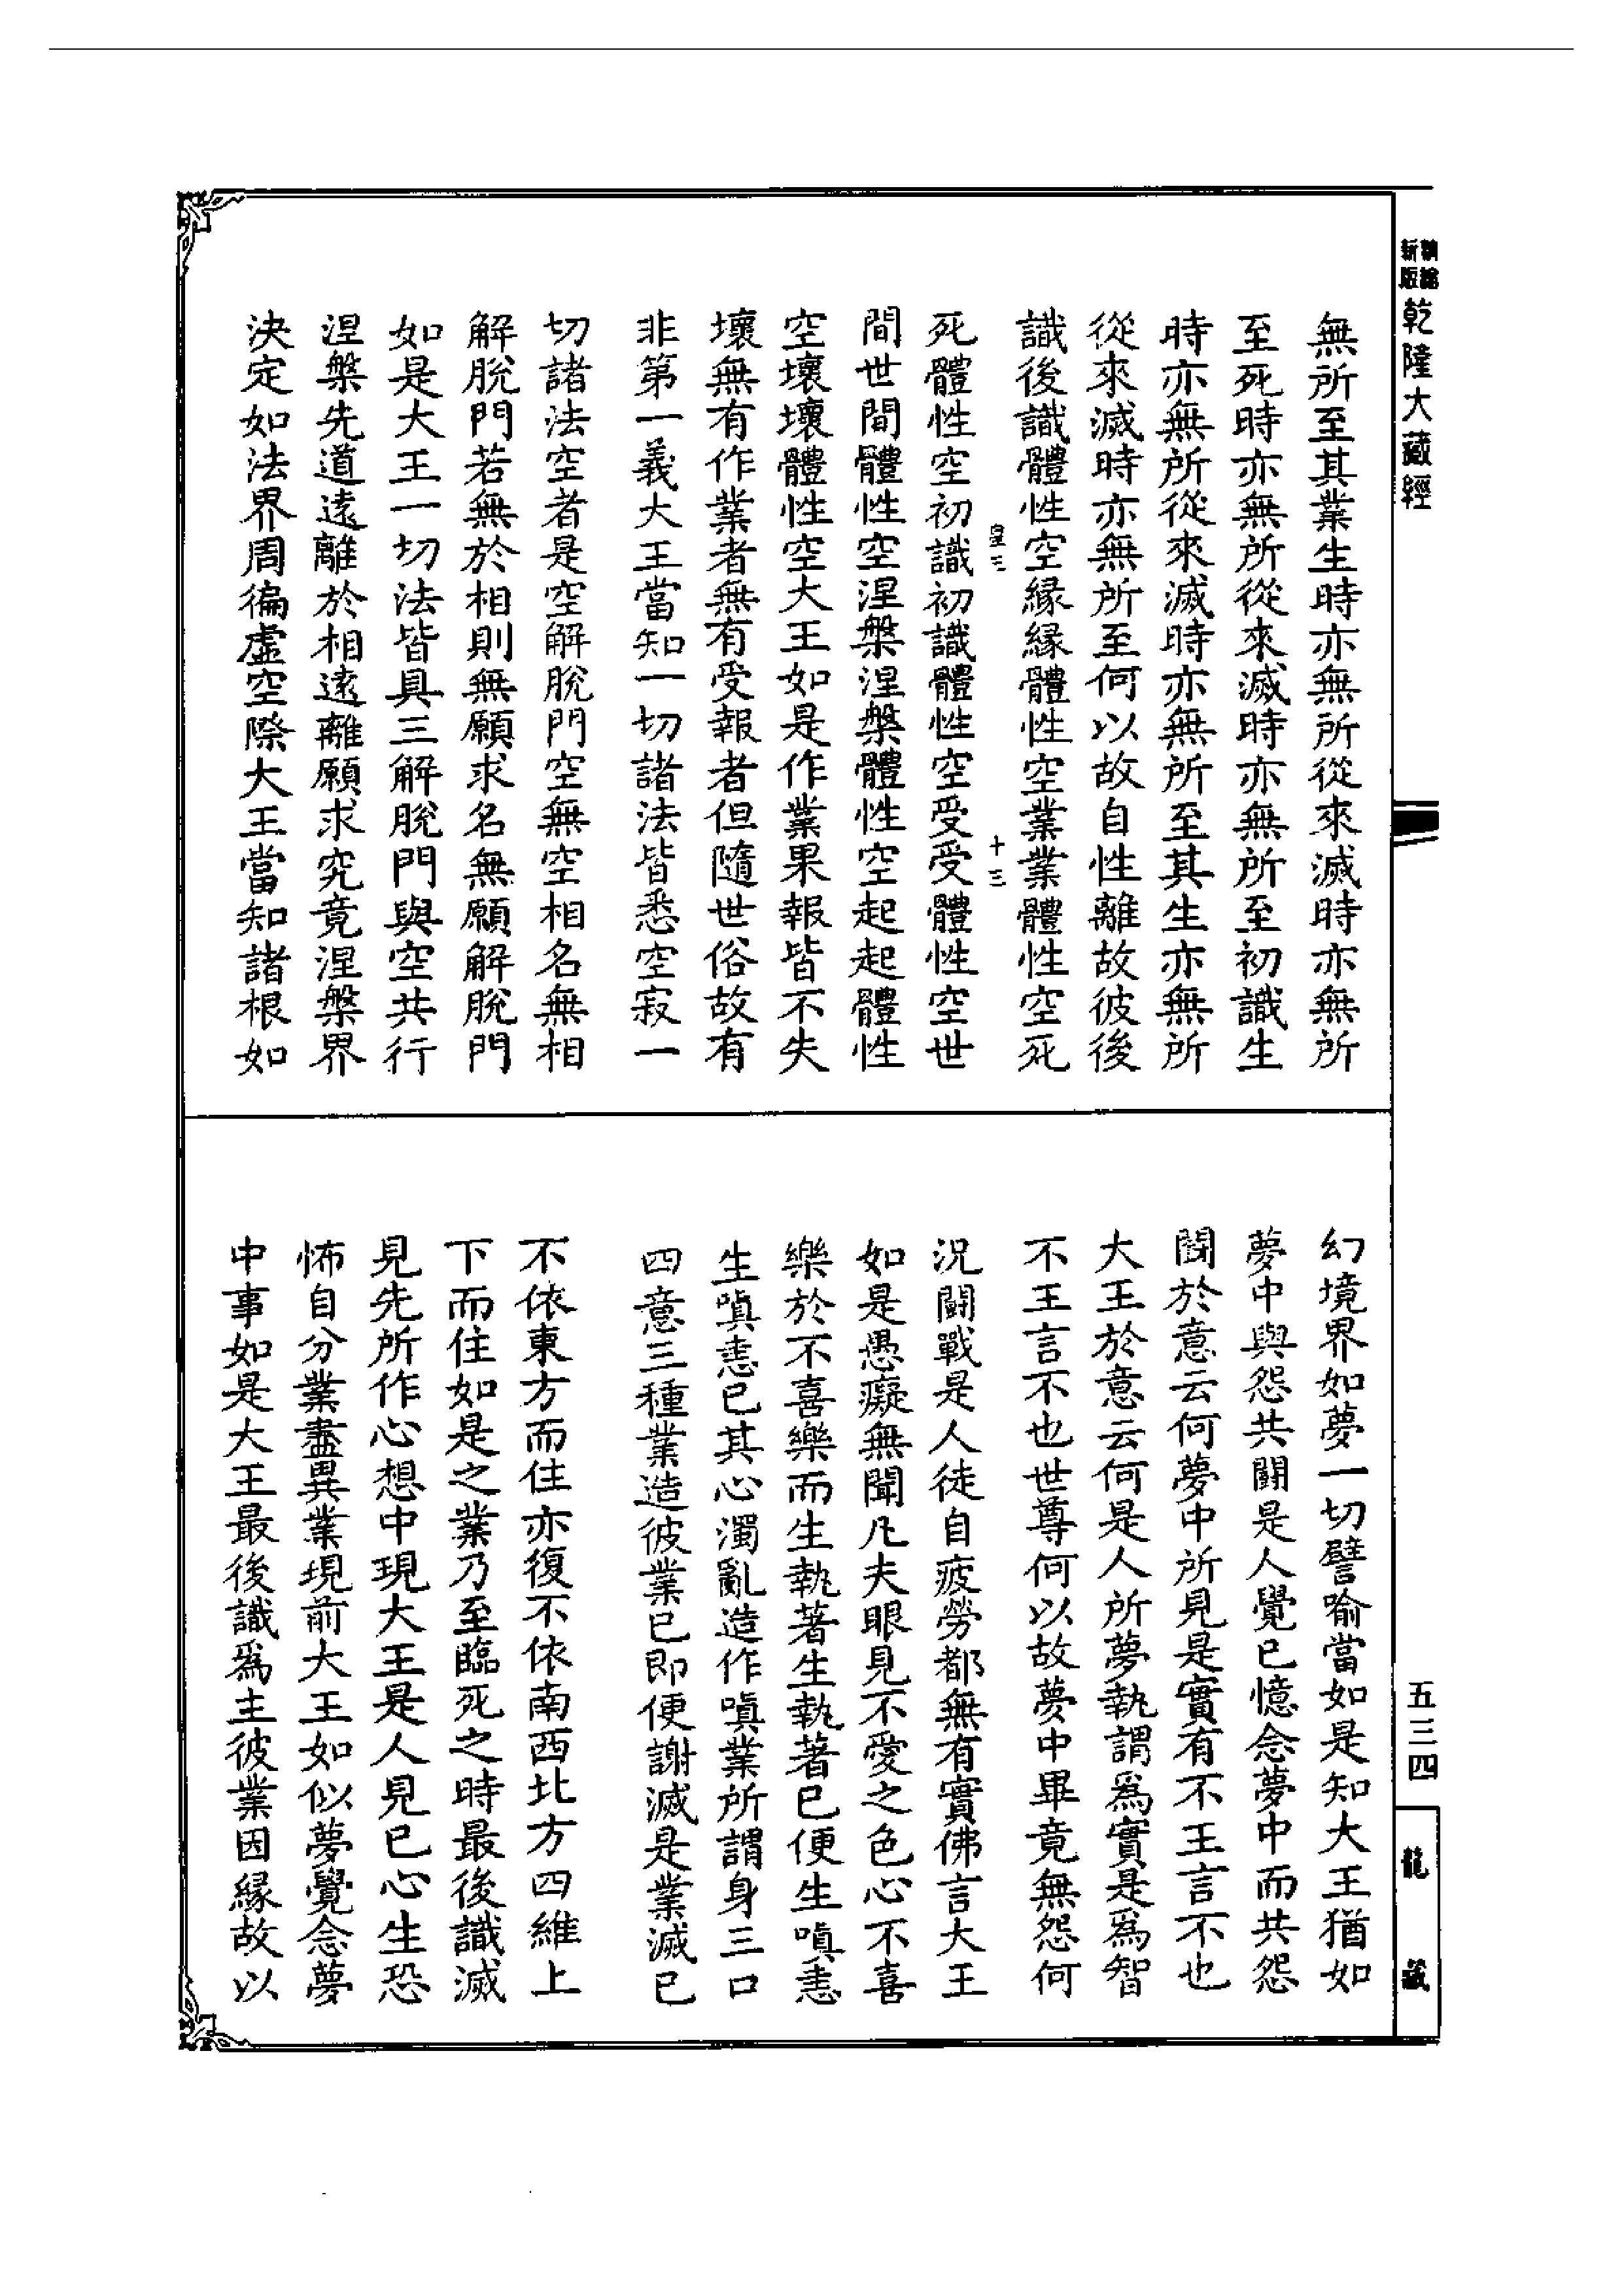 新版 精縮
乾隆大藏經
五三四
龍藏
無所至其業生時亦無所從來滅時亦無所
至死時亦無所從來滅時亦無所至初識生
時亦無所從來滅時亦無所至其生亦無所
從來滅時亦無所至何以故自性離故彼後
識後識體性空緣緣體性空業業體性空死
皇三 十三
死體性空初識初識體性空受受體性空世
間世間體性空涅槃涅槃體性空起起體性
空壞壞體性空大王如是作業果報皆不失
壞無有作業者無有受報者但隨世俗故有
非第一義大王當知一切諸法皆悉空寂一
切諸法空者是空解脫門空無空相名無相
解脫門若無於相則無願求名無願解脫門
如是大王一切法皆具三解脫門與空共行
涅槃先道遠離於相遠離願求究竟涅槃界
決定如法界周徧虛空際大王當知諸根如
幻境界如夢一切譬喻當如是知大王猶如
夢中與怨共鬪是人覺已憶念夢中而共怨
鬪於意云何夢中所見是實有不王言不也
大王於意云何是人所夢執謂爲實是爲智
不王言不也世尊何以故夢中畢竟無怨何
況鬪戰是人徒自疲勞都無有實佛言大王
如是愚癡無聞凡夫眼見不愛之色心不喜
樂於不喜樂而生執著生執著已便生嗔恚
生嗔恚已其心濁亂造作嗔業所謂身三口
四意三種業造彼業已即便謝滅是業滅已
不依東方而住亦復不依南西北方四維上
下而住如是之業乃至臨死之時最後識滅
見先所作心想中現大王是人見已心生恐
怖自分業盡異業現前大王如似夢覺念夢
中事如是大王最後識爲主彼業因緣故以